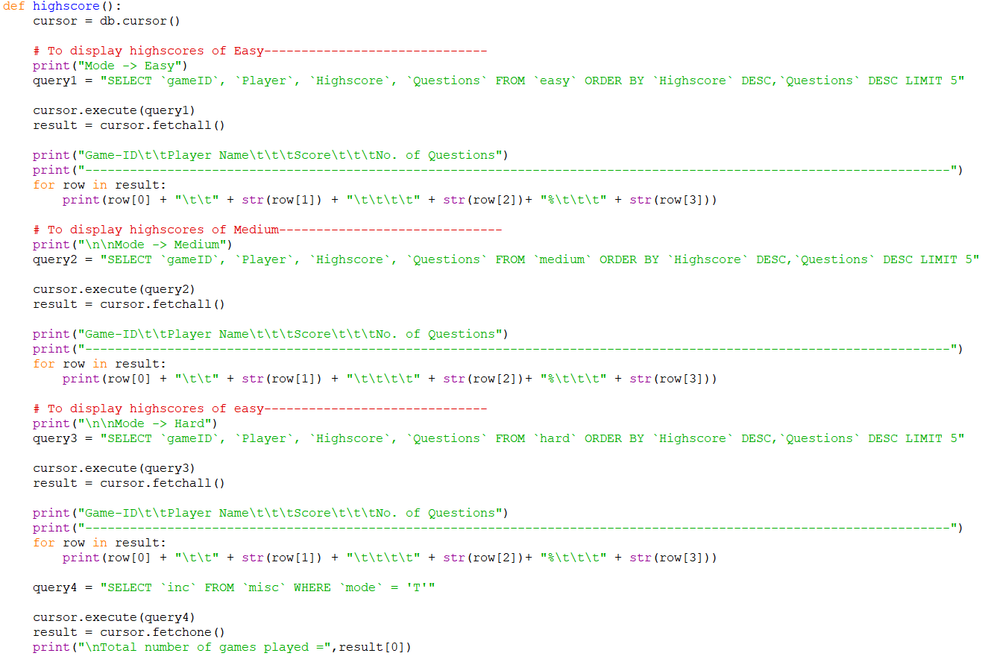 def highscore():
    cursor = db.cursor()

    # To display highscores of Easy------------------------------
    print("Mode -> Easy")
    query1 = "SELECT `gameID`, `Player`, `Highscore`, `Questions` FROM `easy` ORDER BY `Highscore` DESC,`Questions` DESC LIMIT 5"

    cursor.execute(query1)
    result = cursor.fetchall()

    print("Game-ID\t\tPlayer Name\t\t\tScore\t\t\tNo. of Questions")
    print("--------------------------------------------------------------------------------------------------------------------")
    for row in result:
        print(row[0] + "\t\t" + str(row[1]) + "\t\t\t\t" + str(row[2])+ "%\t\t\t" + str(row[3]))

    # To display highscores of Medium------------------------------
    print("\n\nMode -> Medium")
    query2 = "SELECT `gameID`, `Player`, `Highscore`, `Questions` FROM `medium` ORDER BY `Highscore` DESC,`Questions` DESC LIMIT 5"

    cursor.execute(query2)
    result = cursor.fetchall()

    print("Game-ID\t\tPlayer Name\t\t\tScore\t\t\tNo. of Questions")
    print("--------------------------------------------------------------------------------------------------------------------")
    for row in result:
        print(row[0] + "\t\t" + str(row[1]) + "\t\t\t\t" + str(row[2])+ "%\t\t\t" + str(row[3]))

    # To display highscores of easy------------------------------
    print("\n\nMode -> Hard")
    query3 = "SELECT `gameID`, `Player`, `Highscore`, `Questions` FROM `hard` ORDER BY `Highscore` DESC,`Questions` DESC LIMIT 5"

    cursor.execute(query3)
    result = cursor.fetchall()

    print("Game-ID\t\tPlayer Name\t\t\tScore\t\t\tNo. of Questions")
    print("--------------------------------------------------------------------------------------------------------------------")
    for row in result:
        print(row[0] + "\t\t" + str(row[1]) + "\t\t\t\t" + str(row[2])+ "%\t\t\t" + str(row[3]))

    query4 = "SELECT `inc` FROM `misc` WHERE `mode` = 'T'"

    cursor.execute(query4)
    result = cursor.fetchone()
    print("\nTotal number of games played =",result[0])